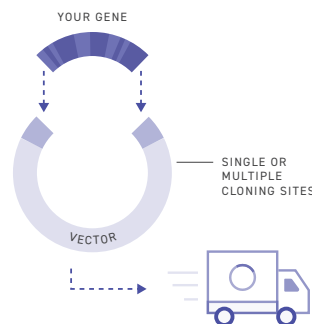 YOUR GENE
SINGLE OR
MULTIPLE
CLONING SITES
VECTOR